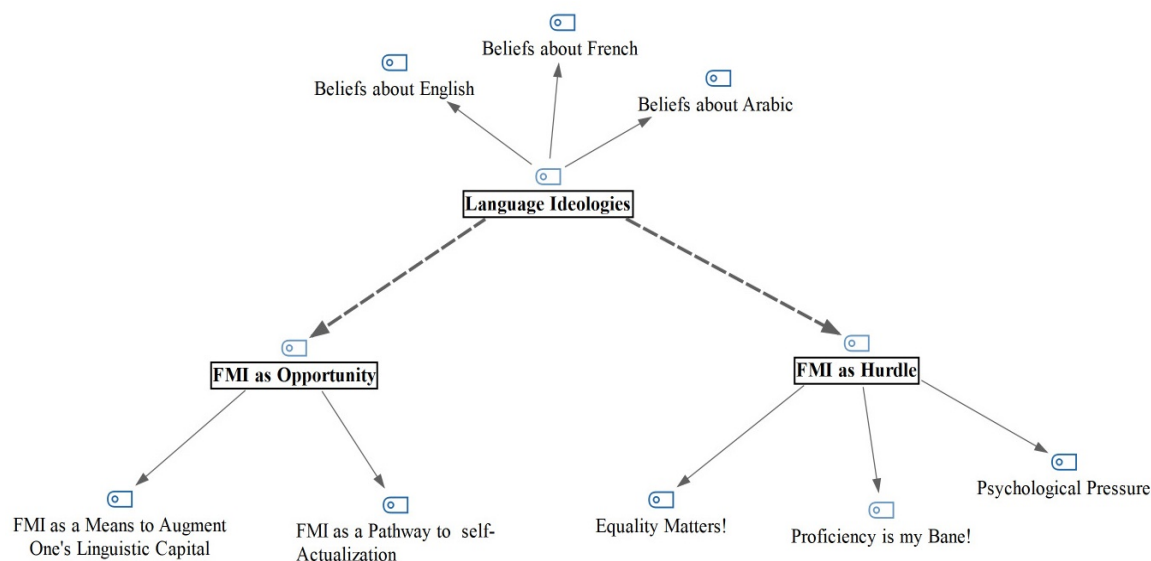 Beliefs about French
Beliefs about English
Beliefs about Arabic
Language Ideologies
FMI as Opportunity
FMI as Hurdle
FMI as a Means to Augment
One's Linguistic Capital
FMI as a Pathway to self-
Actualization
Equality Matters!
Proficiency is my Bane!
Psychological Pressure